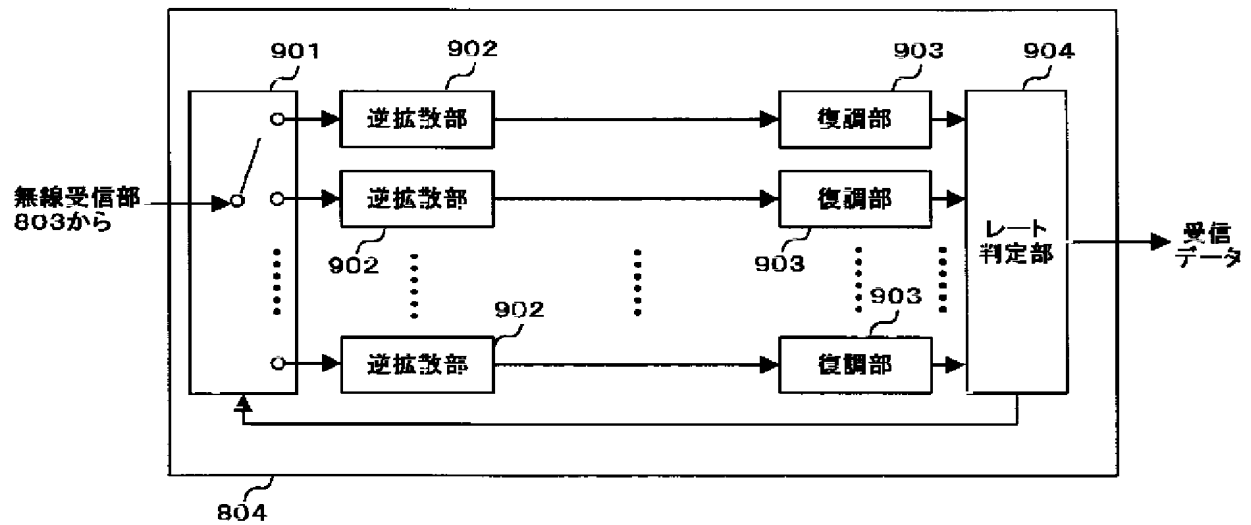 901
902
903
904
逆拡散部
復調部
無線受信部
803から
逆拡散部
復調部
レート
判定部
受信
データ
902
903
902
903
逆拡散部
復調部
804